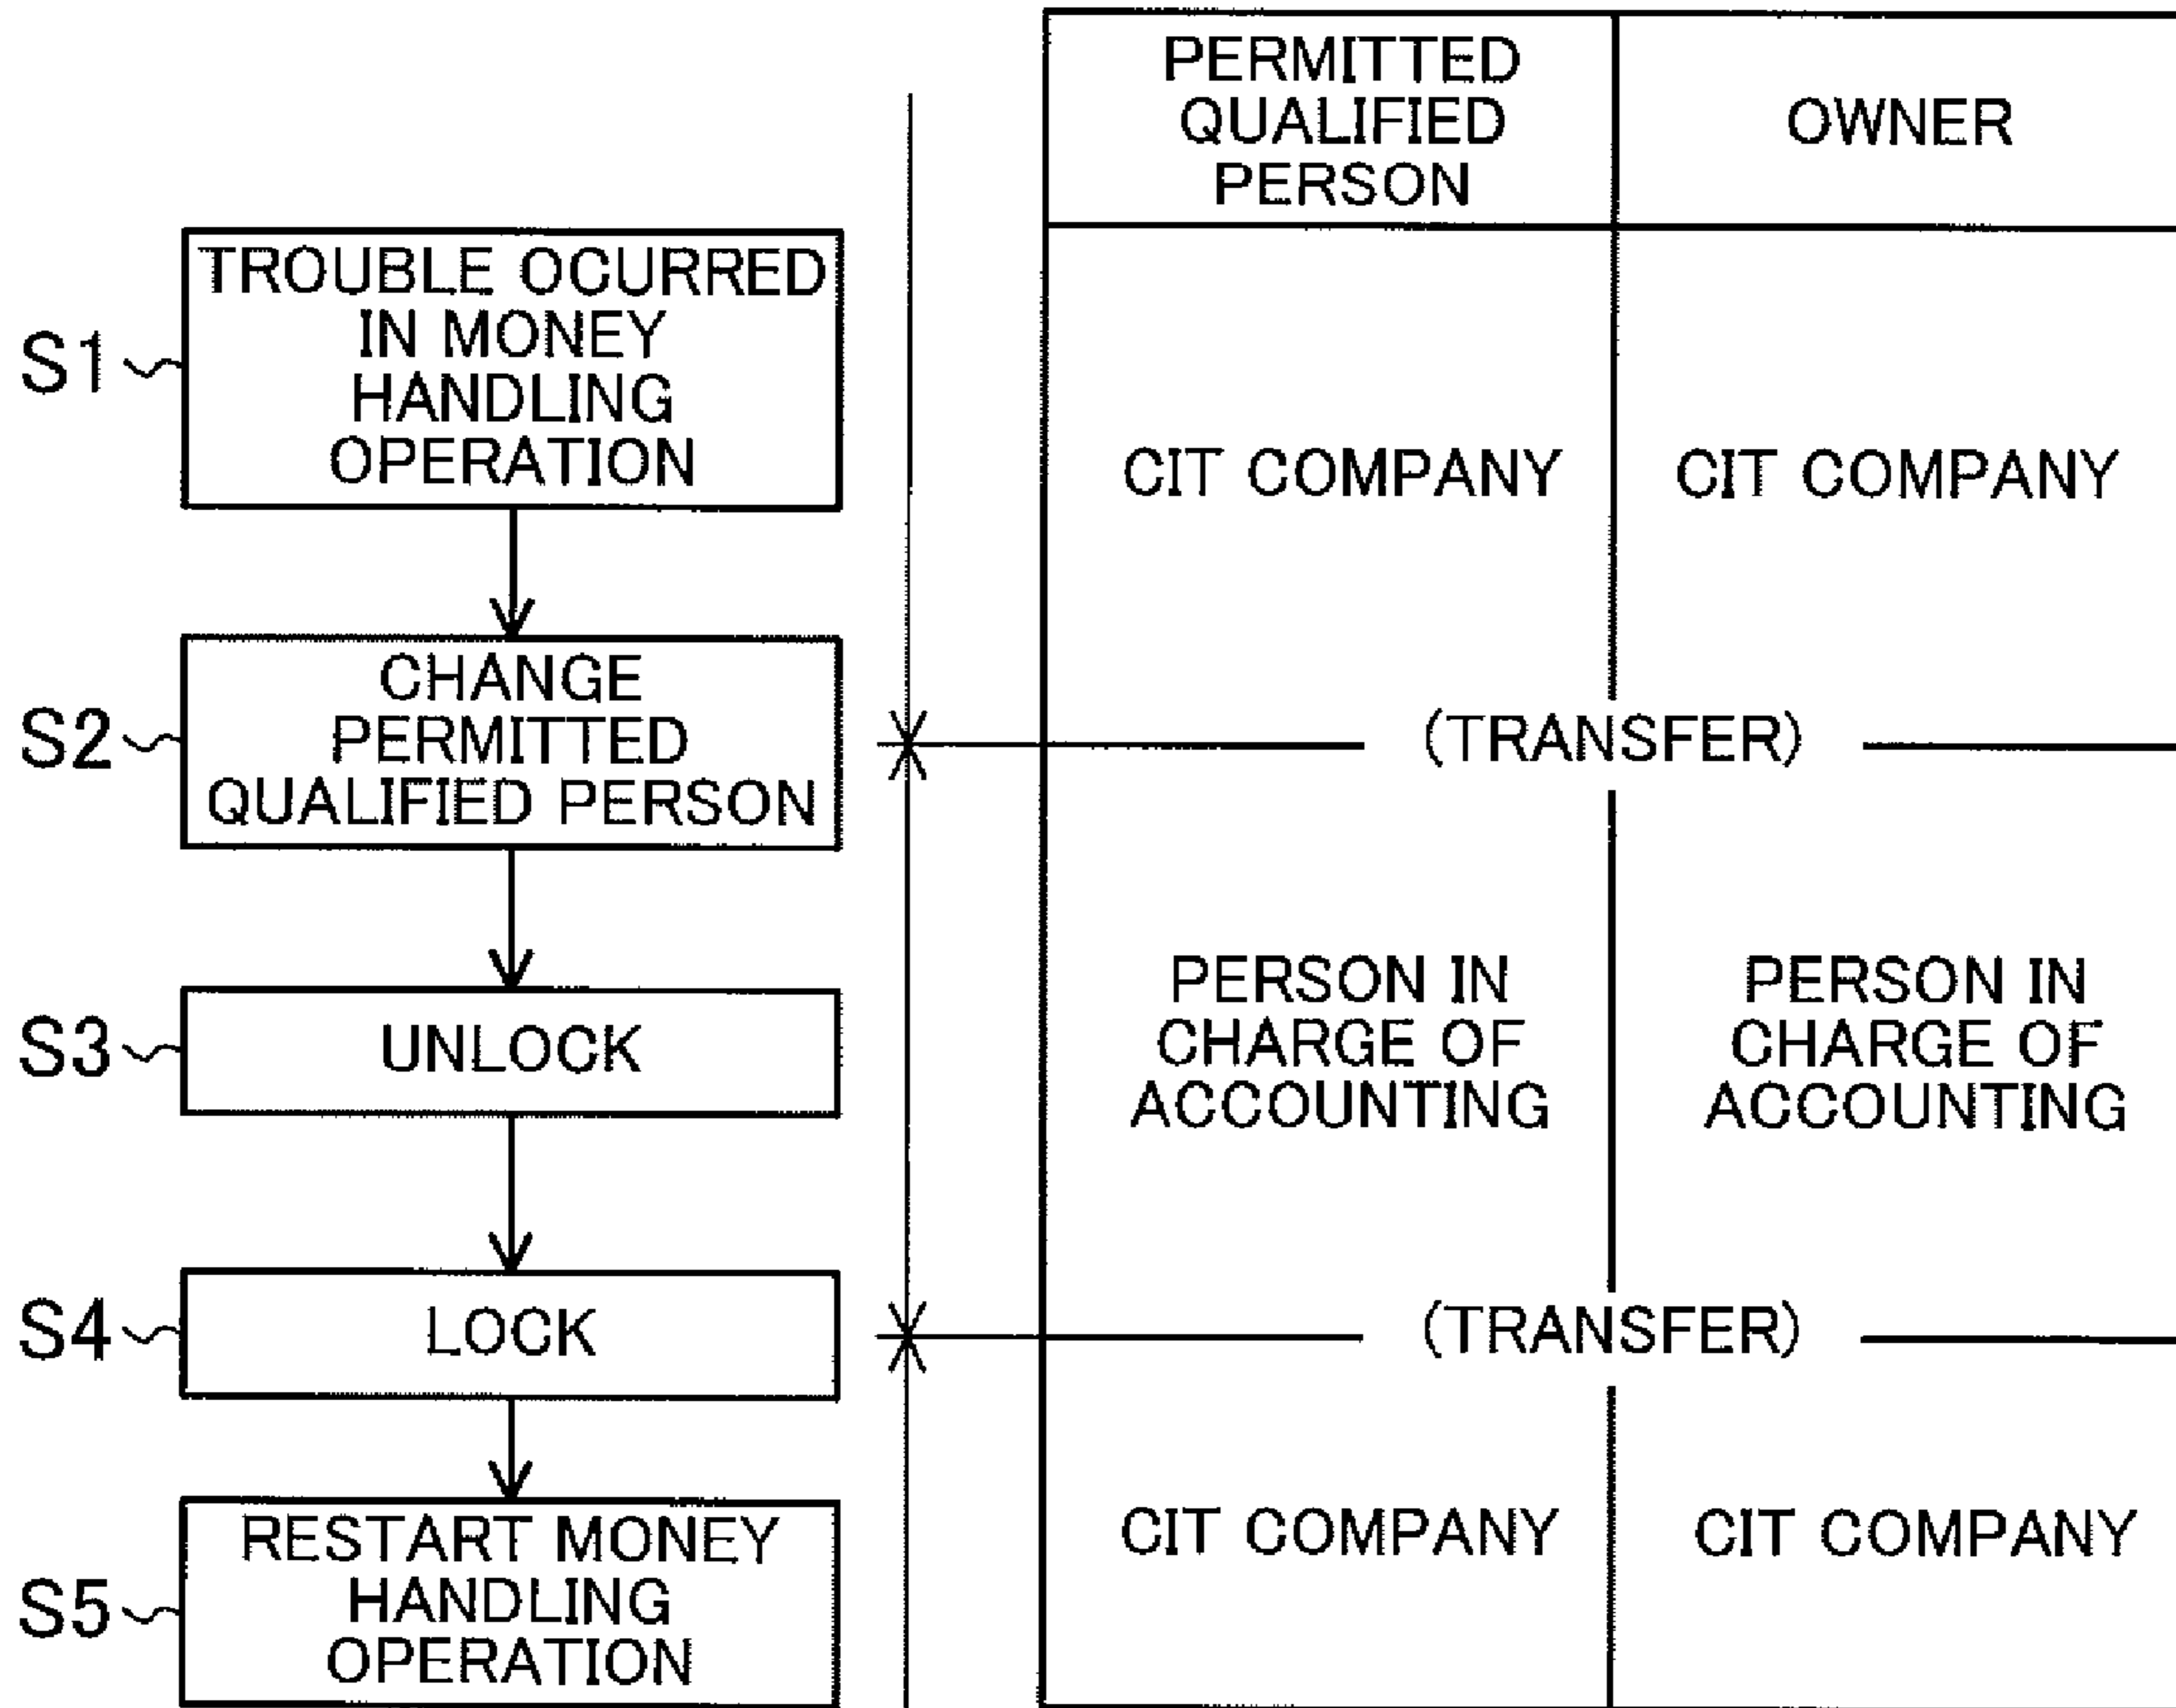 S1
TROUBLE OCURRED
IN MONEY
HANDLING
OPERATION
S2
CHANGE
PERMITTED
QUALIFIED PERSON
S3
UNLOCK
S4
LOCK
S5
RESTART MONEY
HANDLING
OPERATION
PERMITTED
QUALIFIED
PERSON
OWNER
CIT COMPANY
CIT COMPANY
(TRANSFER)
PERSON IN
CHARGE OF
ACCOUNTING
PERSON IN
CHARGE OF
ACCOUNTING
(TRANSFER)
CIT COMPANY
CIT COMPANY